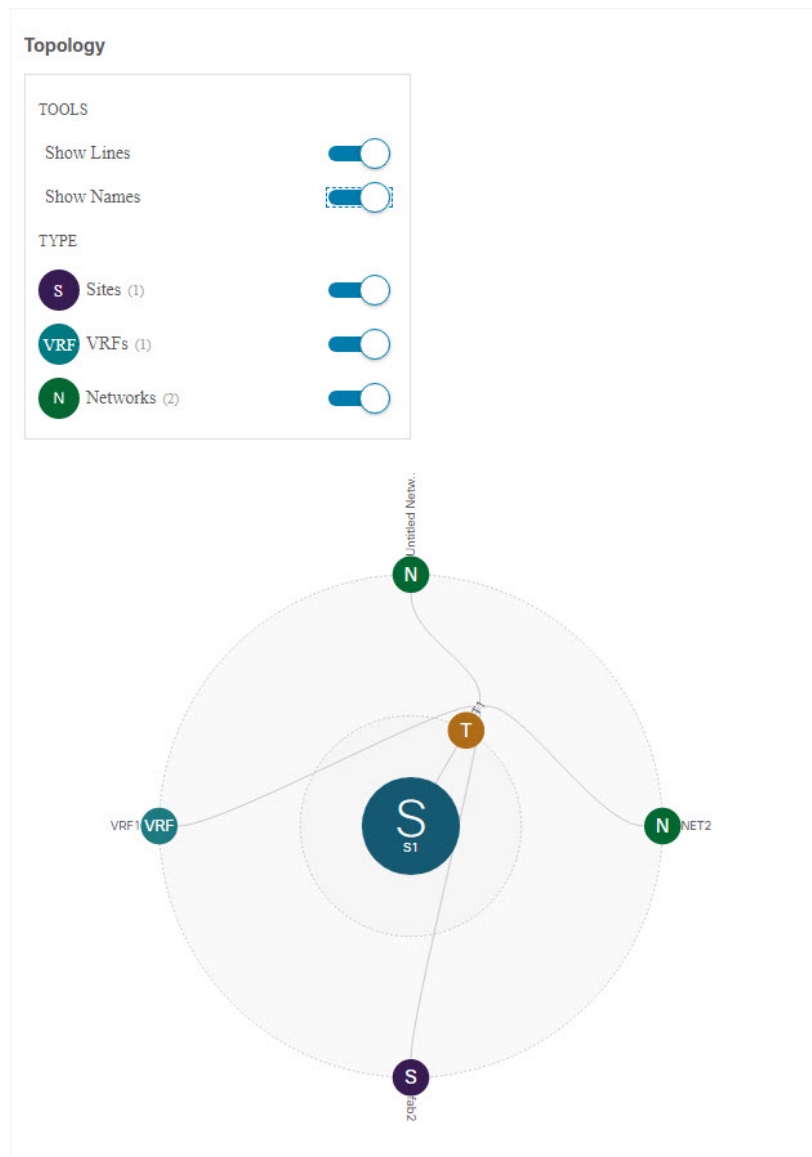 Topology
TOOLS
Show Lines
Show Names
TYPE
S Sites (1)
VRF VRFs (1)
N Networks (2)
Untitled Netw..
N
T1
T
S
S1
VRF1 VRF
N NET2
S
fab2